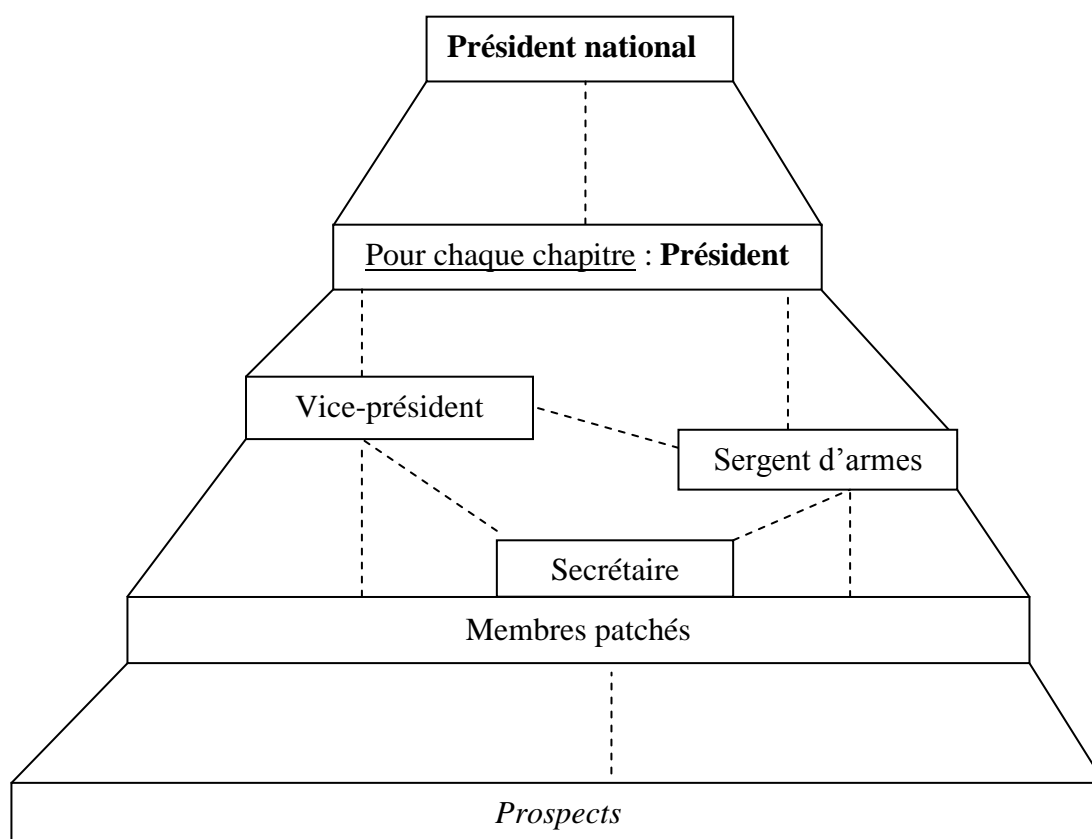 Président national
Pour chaque chapitre : Président
Vice-président
Sergent d’armes
Secrétaire
Membres patchés
Prospects